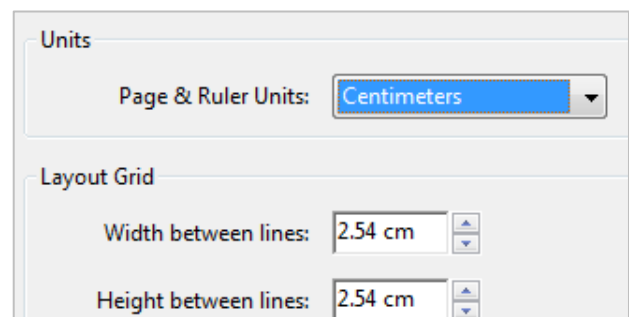 Units
Page & Ruler Units: Centimeters
Layout Grid
Width between lines: 2.54 cm
Height between lines: 2.54 cm